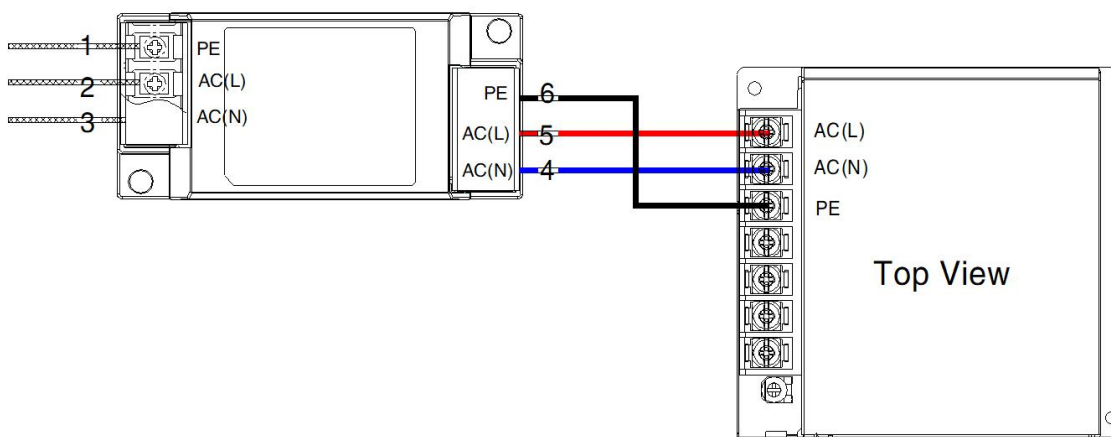 1
PE
2
AC(L)
3
AC(N)
PE
6
AC(L)
5
AC(N)
4
AC(L)
AC(N)
PE
Top View